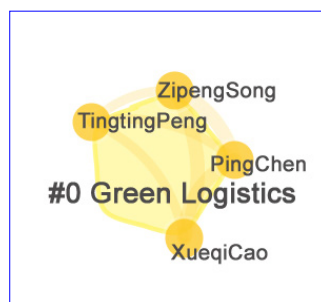 ZipengSong
TingtingPeng
PingChen
#0 Green Logistics
XueqiCao